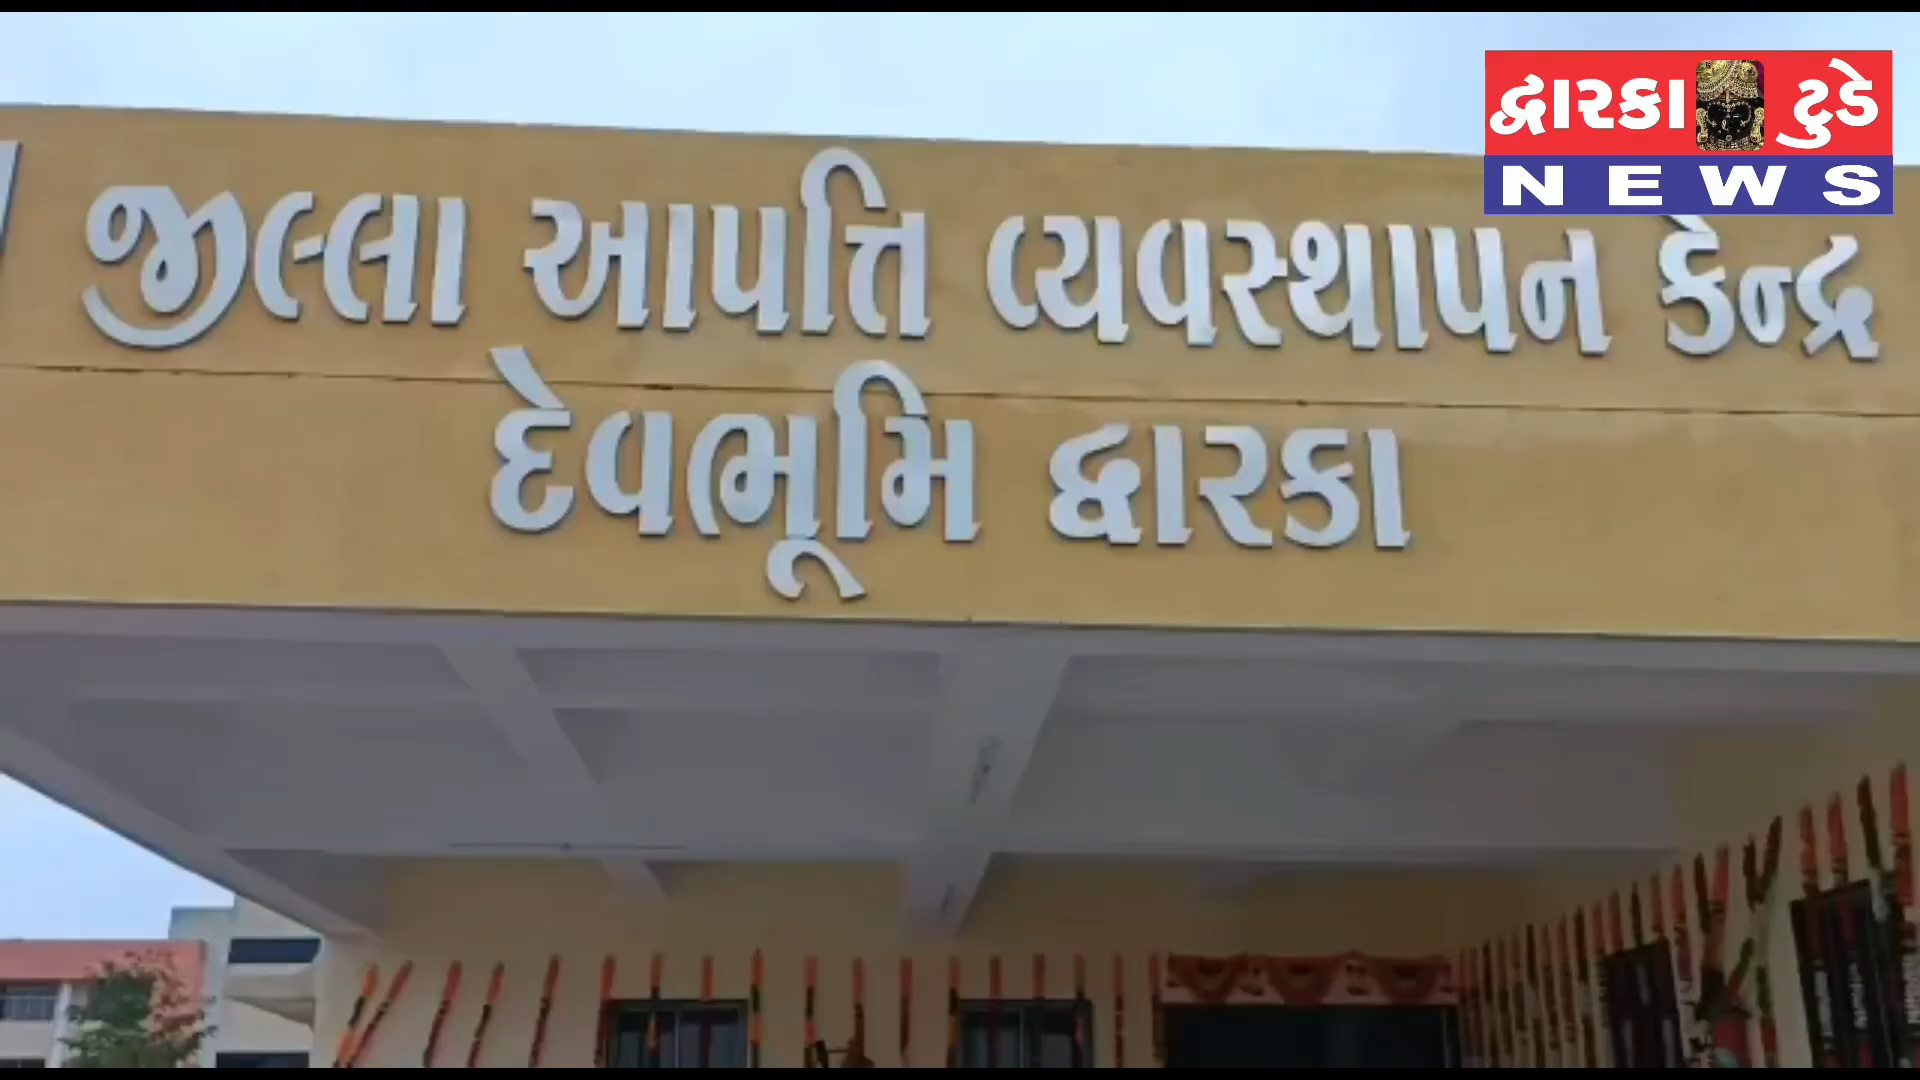 દ્વારકા ટુડે
NEWS
જીલ્લા આપત્તિ વ્યવસ્થાપન કેન્દ્ર
દેવભૂમિ દ્વારકા